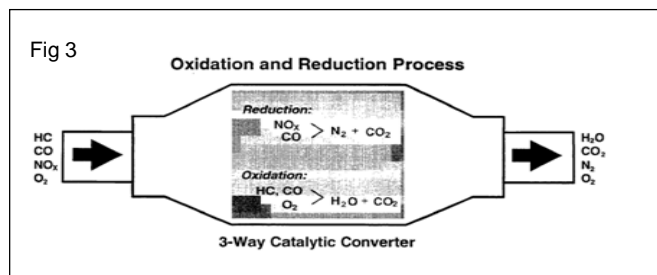 Fig 3
Oxidation and Reduction Process
HC
CO
NOx
O₂
Reduction:
NOx
CO > N₂ + CO₂
Oxidation:
HC, CO
O₂ > H₂O + CO₂
H₂O
CO₂
N₂
O₂
3-Way Catalytic Converter